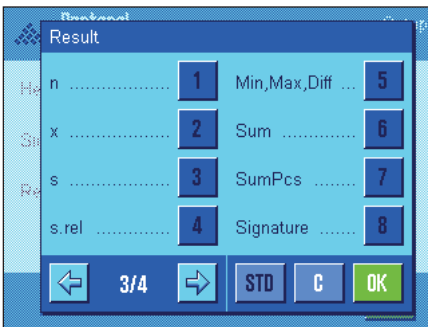 Protocol
Result
n .................. 1
x .................. 2
s .................. 3
s.rel .............. 4
Min,Max,Diff ... 5
Sum ............. 6
SumPcs ....... 7
Signature ...... 8
3/4
STD
C
OK